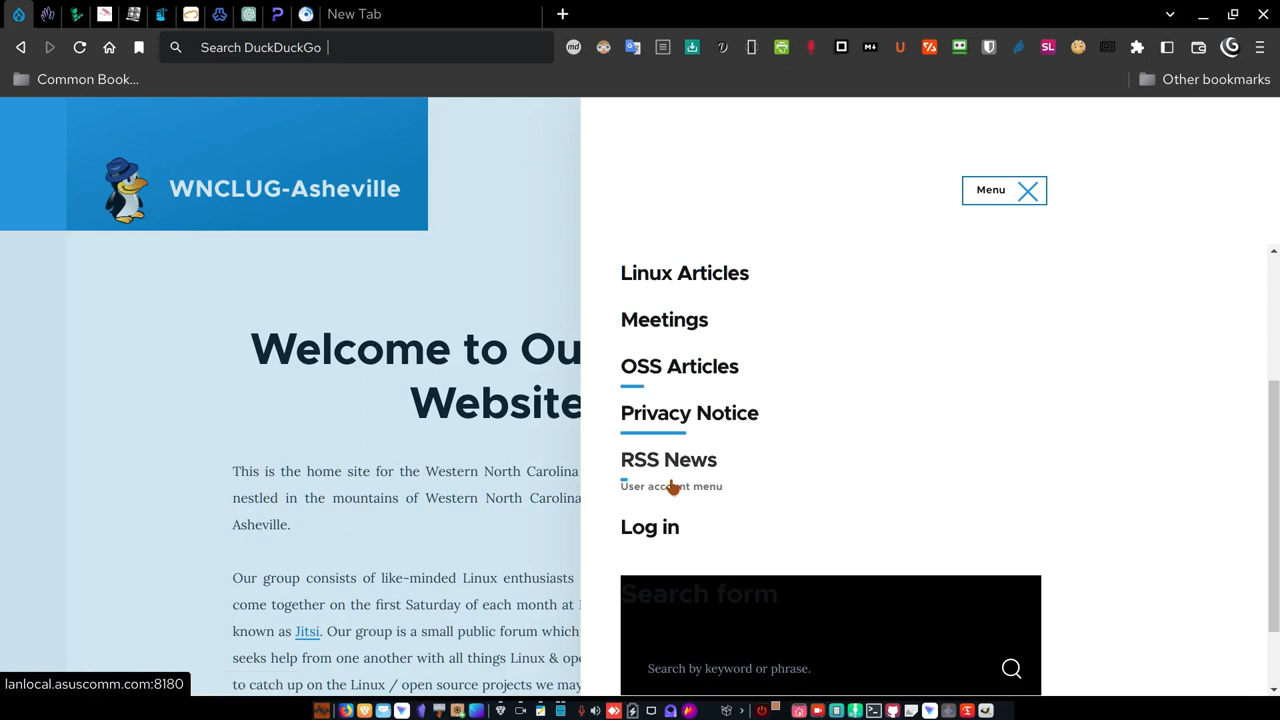 New Tab
Search DuckDuckGo
Common Book...
Other bookmarks
WNCLUG-Asheville
Menu
Linux Articles
Meetings
OSS Articles
Privacy Notice
RSS News
User account menu
Log in
Search form
Search by keyword or phrase.
Welcome to Ou
Website
This is the home site for the Western North Carolina
nestled in the mountains of Western North Carolina
Asheville.
Our group consists of like-minded Linux enthusiasts
come together on the first Saturday of each month at
known as Jitsi. Our group is a small public forum which
seeks help from one another with all things Linux & ope
to catch up on the Linux / open source projects we may
lanlocal.asuscomm.com:8180